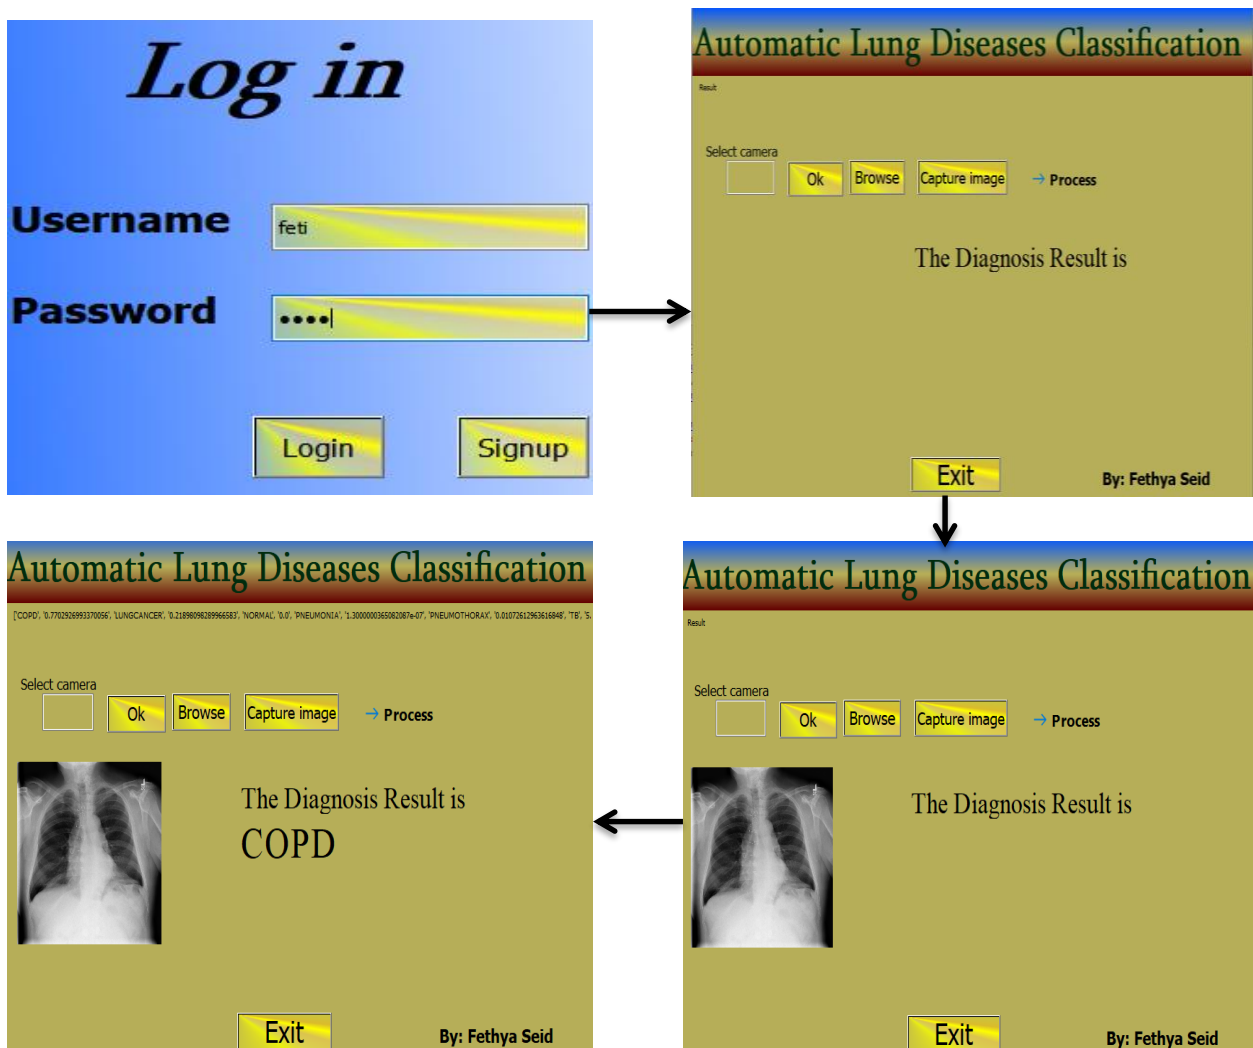 Log in
Username
feti
Password
••••
Login
Signup
Automatic Lung Diseases Classification
Result
Select camera
Ok
Browse
Capture image
→ Process
The Diagnosis Result is
Exit
By: Fethya Seid
Automatic Lung Diseases Classification
Result
Select camera
Ok
Browse
Capture image
→ Process
The Diagnosis Result is
Exit
By: Fethya Seid
Automatic Lung Diseases Classification
['COPD', '0.7702926993370056', 'LUNGCANCER', '0.21898098289966583', 'NORMAL', '0.0', 'PNEUMONIA', '1.3000000365082087e-07', 'PNEUMOTHORAX', '0.01072612963616848', 'TB', '5.
Select camera
Ok
Browse
Capture image
→ Process
The Diagnosis Result is
COPD
Exit
By: Fethya Seid